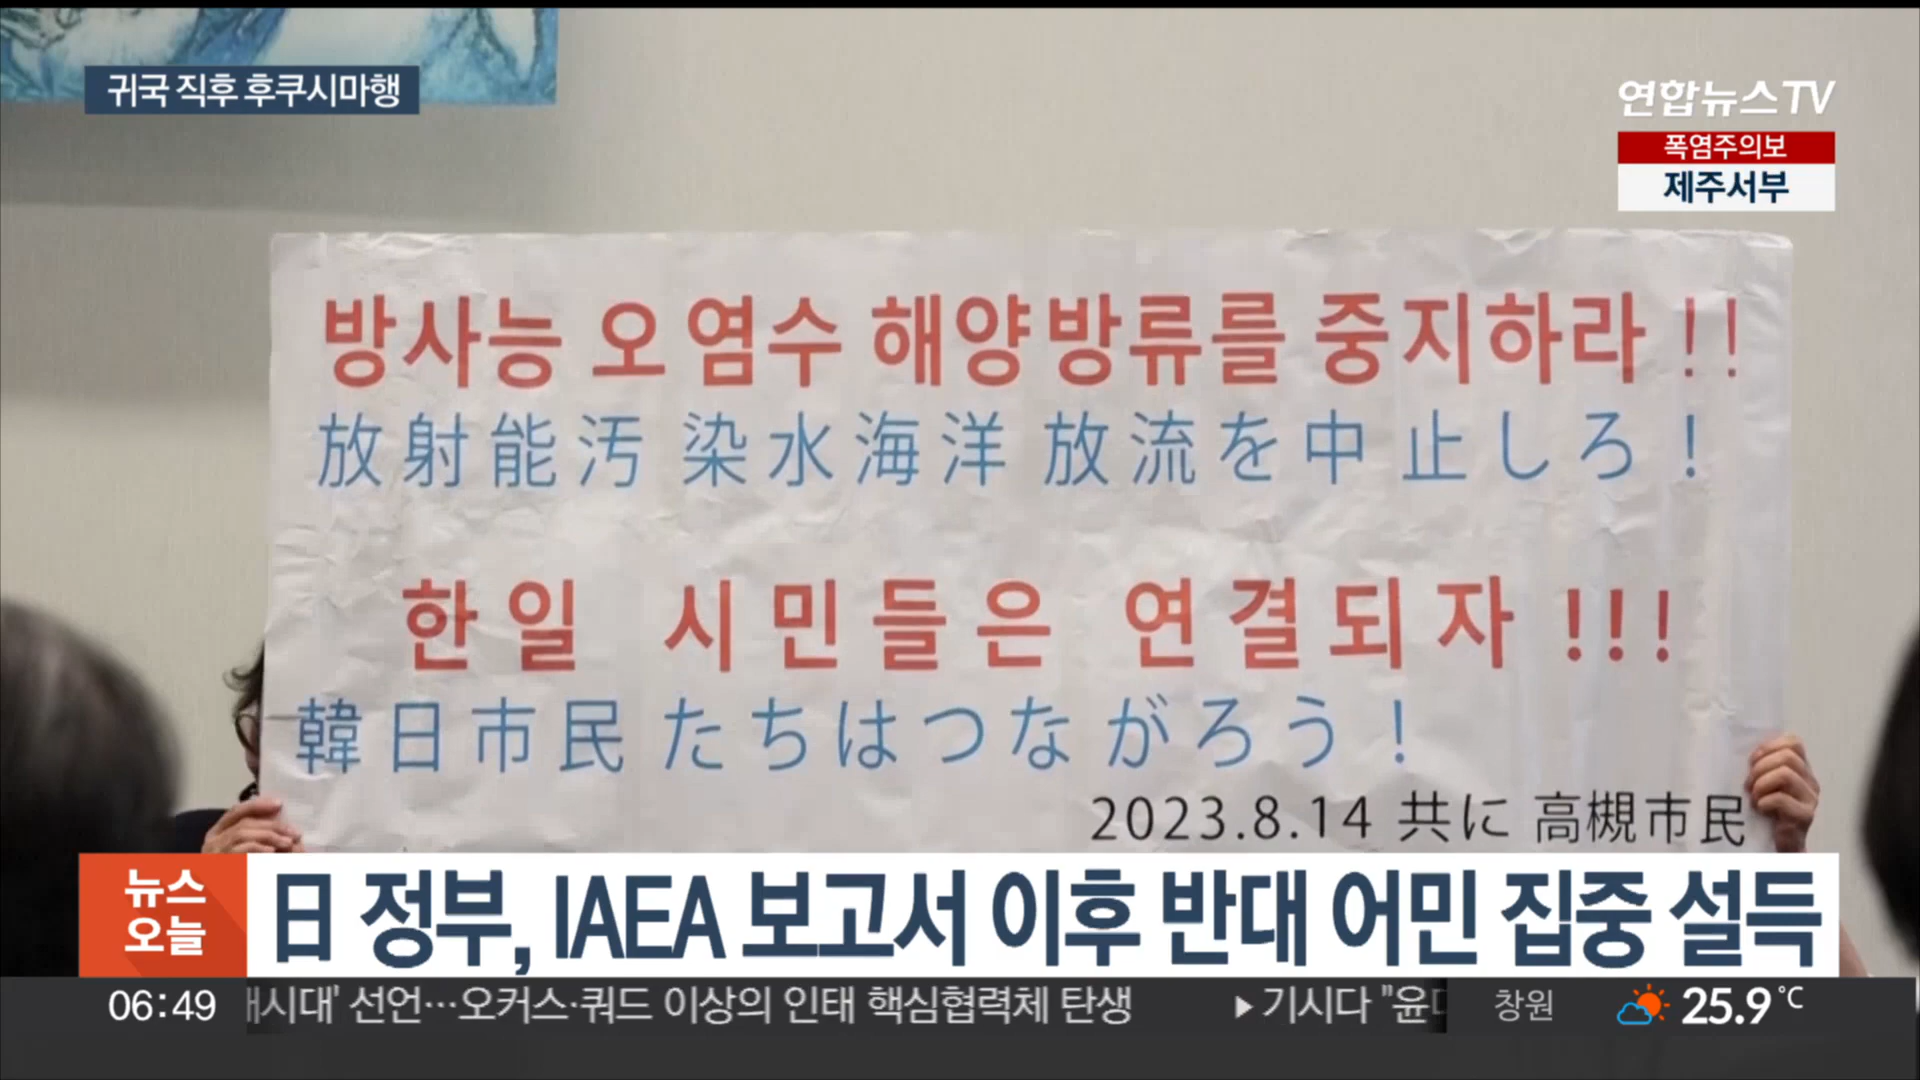 귀국 직후 후쿠시마행
연합뉴스TV
폭염주의보
제주서부
방사능 오염수 해양방류를 중지하라 !!
放射能汚染水海洋放流を中止しろ！
한일 시민들은 연결되자 !!!
韓日市民たちはつながろう！
2023.8.14 共に 高槻市民
뉴스
오늘
日 정부, IAEA 보고서 이후 반대 어민 집중 설득
06:49 시대' 선언…오커스·쿼드 이상의 인태 핵심협력체 탄생 ▶기시다 "윤 창원 25.9℃